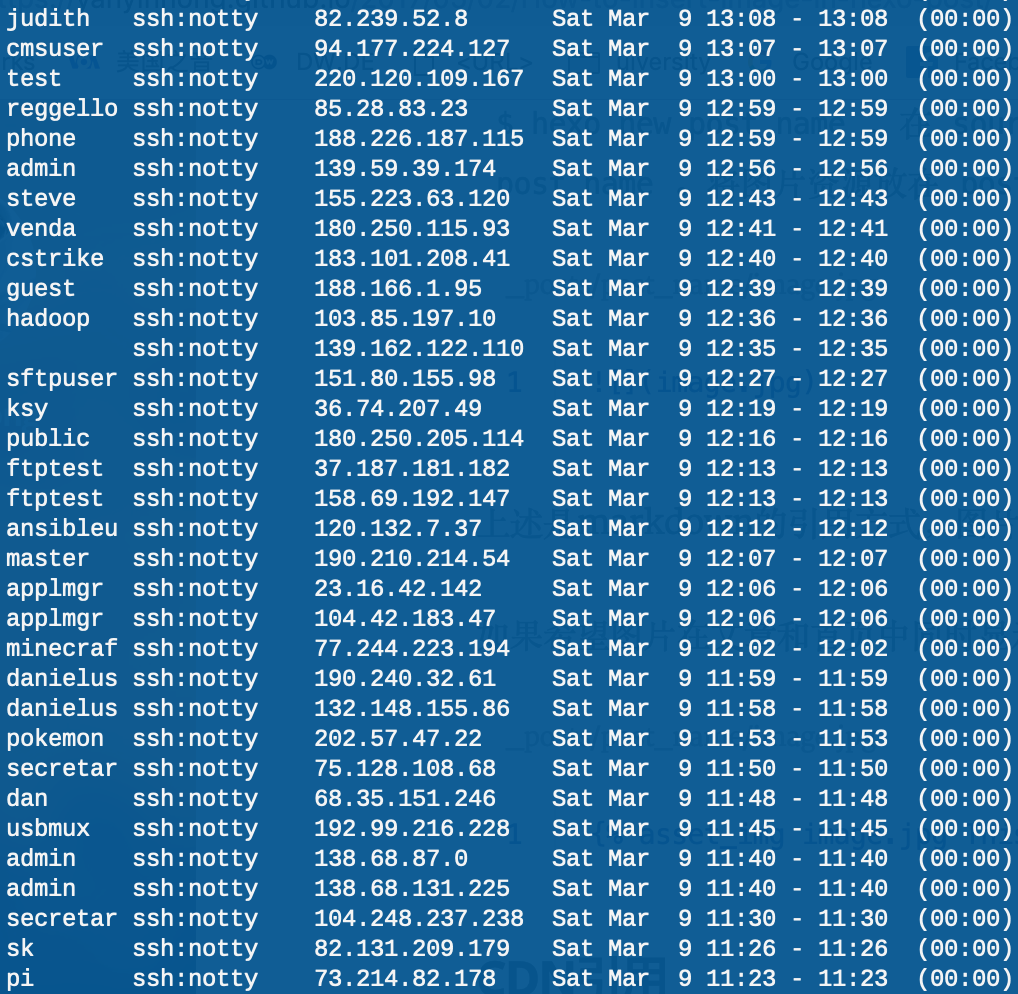 judith ssh:notty 82.239.52.8 Sat Mar 9 13:08 - 13:08 (00:00)
cmsuser ssh:notty 94.177.224.127 Sat Mar 9 13:07 - 13:07 (00:00)
test ssh:notty 220.120.109.167 Sat Mar 9 13:00 - 13:00 (00:00)
reggello ssh:notty 85.28.83.23 Sat Mar 9 12:59 - 12:59 (00:00)
phone ssh:notty 188.226.187.115 Sat Mar 9 12:59 - 12:59 (00:00)
admin ssh:notty 139.59.39.174 Sat Mar 9 12:56 - 12:56 (00:00)
steve ssh:notty 155.223.63.120 Sat Mar 9 12:43 - 12:43 (00:00)
venda ssh:notty 180.250.115.93 Sat Mar 9 12:41 - 12:41 (00:00)
cstrike ssh:notty 183.101.208.41 Sat Mar 9 12:40 - 12:40 (00:00)
guest ssh:notty 188.166.1.95 Sat Mar 9 12:39 - 12:39 (00:00)
hadoop ssh:notty 103.85.197.10 Sat Mar 9 12:36 - 12:36 (00:00)
ssh:notty 139.162.122.110 Sat Mar 9 12:35 - 12:35 (00:00)
sftpuser ssh:notty 151.80.155.98 Sat Mar 9 12:27 - 12:27 (00:00)
ksy ssh:notty 36.74.207.49 Sat Mar 9 12:19 - 12:19 (00:00)
public ssh:notty 180.250.205.114 Sat Mar 9 12:16 - 12:16 (00:00)
ftptest ssh:notty 37.187.181.182 Sat Mar 9 12:13 - 12:13 (00:00)
ftptest ssh:notty 158.69.192.147 Sat Mar 9 12:13 - 12:13 (00:00)
ansibleu ssh:notty 120.132.7.37 Sat Mar 9 12:12 - 12:12 (00:00)
master ssh:notty 190.210.214.54 Sat Mar 9 12:07 - 12:07 (00:00)
applmgr ssh:notty 23.16.42.142 Sat Mar 9 12:06 - 12:06 (00:00)
applmgr ssh:notty 104.42.183.47 Sat Mar 9 12:06 - 12:06 (00:00)
minecraf ssh:notty 77.244.223.194 Sat Mar 9 12:02 - 12:02 (00:00)
danielus ssh:notty 190.240.32.61 Sat Mar 9 11:59 - 11:59 (00:00)
danielus ssh:notty 132.148.155.86 Sat Mar 9 11:58 - 11:58 (00:00)
pokemon ssh:notty 202.57.47.22 Sat Mar 9 11:53 - 11:53 (00:00)
secretar ssh:notty 75.128.108.68 Sat Mar 9 11:50 - 11:50 (00:00)
dan ssh:notty 68.35.151.246 Sat Mar 9 11:48 - 11:48 (00:00)
usbmux ssh:notty 192.99.216.228 Sat Mar 9 11:45 - 11:45 (00:00)
admin ssh:notty 138.68.87.0 Sat Mar 9 11:40 - 11:40 (00:00)
admin ssh:notty 138.68.131.225 Sat Mar 9 11:40 - 11:40 (00:00)
secretar ssh:notty 104.248.237.238 Sat Mar 9 11:30 - 11:30 (00:00)
sk ssh:notty 82.131.209.179 Sat Mar 9 11:26 - 11:26 (00:00)
pi ssh:notty 73.214.82.178 Sat Mar 9 11:23 - 11:23 (00:00)